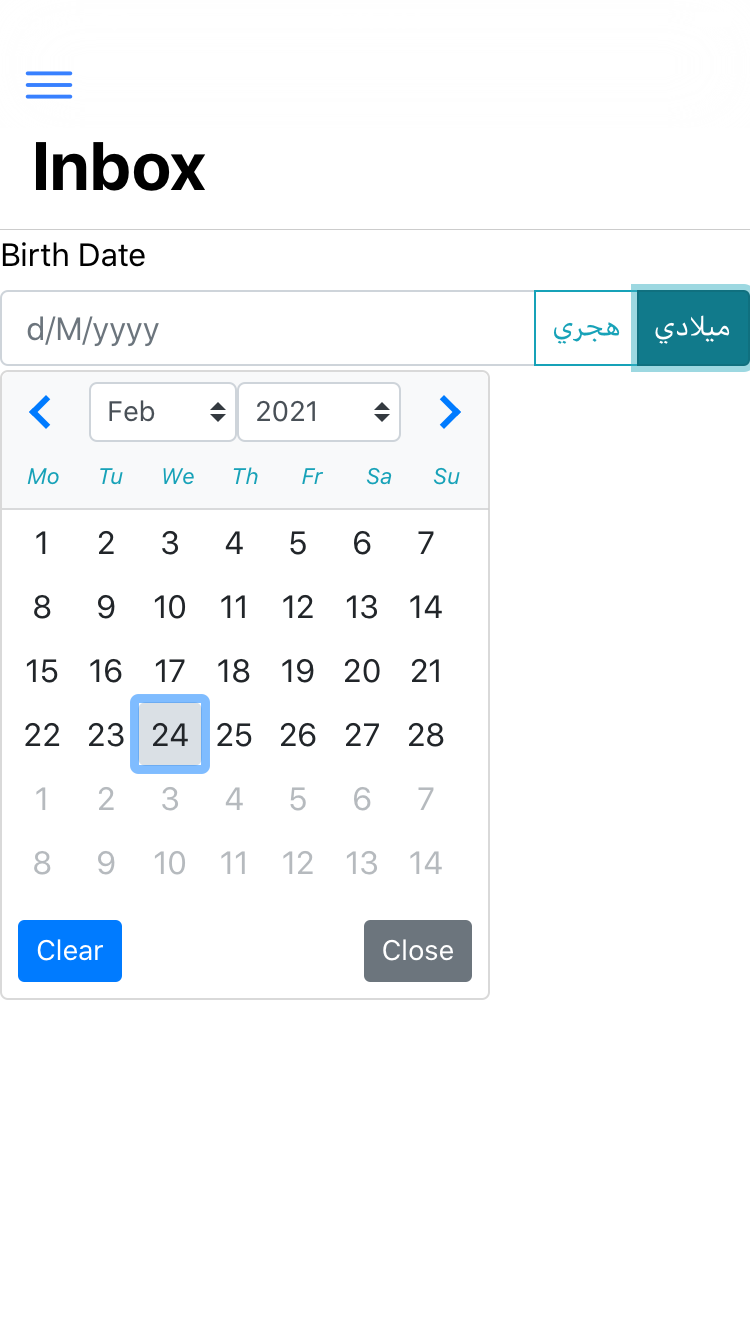 Inbox
Birth Date
d/M/yyyy هجري ميلادي
Feb 2021
Mo Tu We Th Fr Sa Su
1 2 3 4 5 6 7
8 9 10 11 12 13 14
15 16 17 18 19 20 21
22 23 24 25 26 27 28
1 2 3 4 5 6 7
8 9 10 11 12 13 14
Clear Close